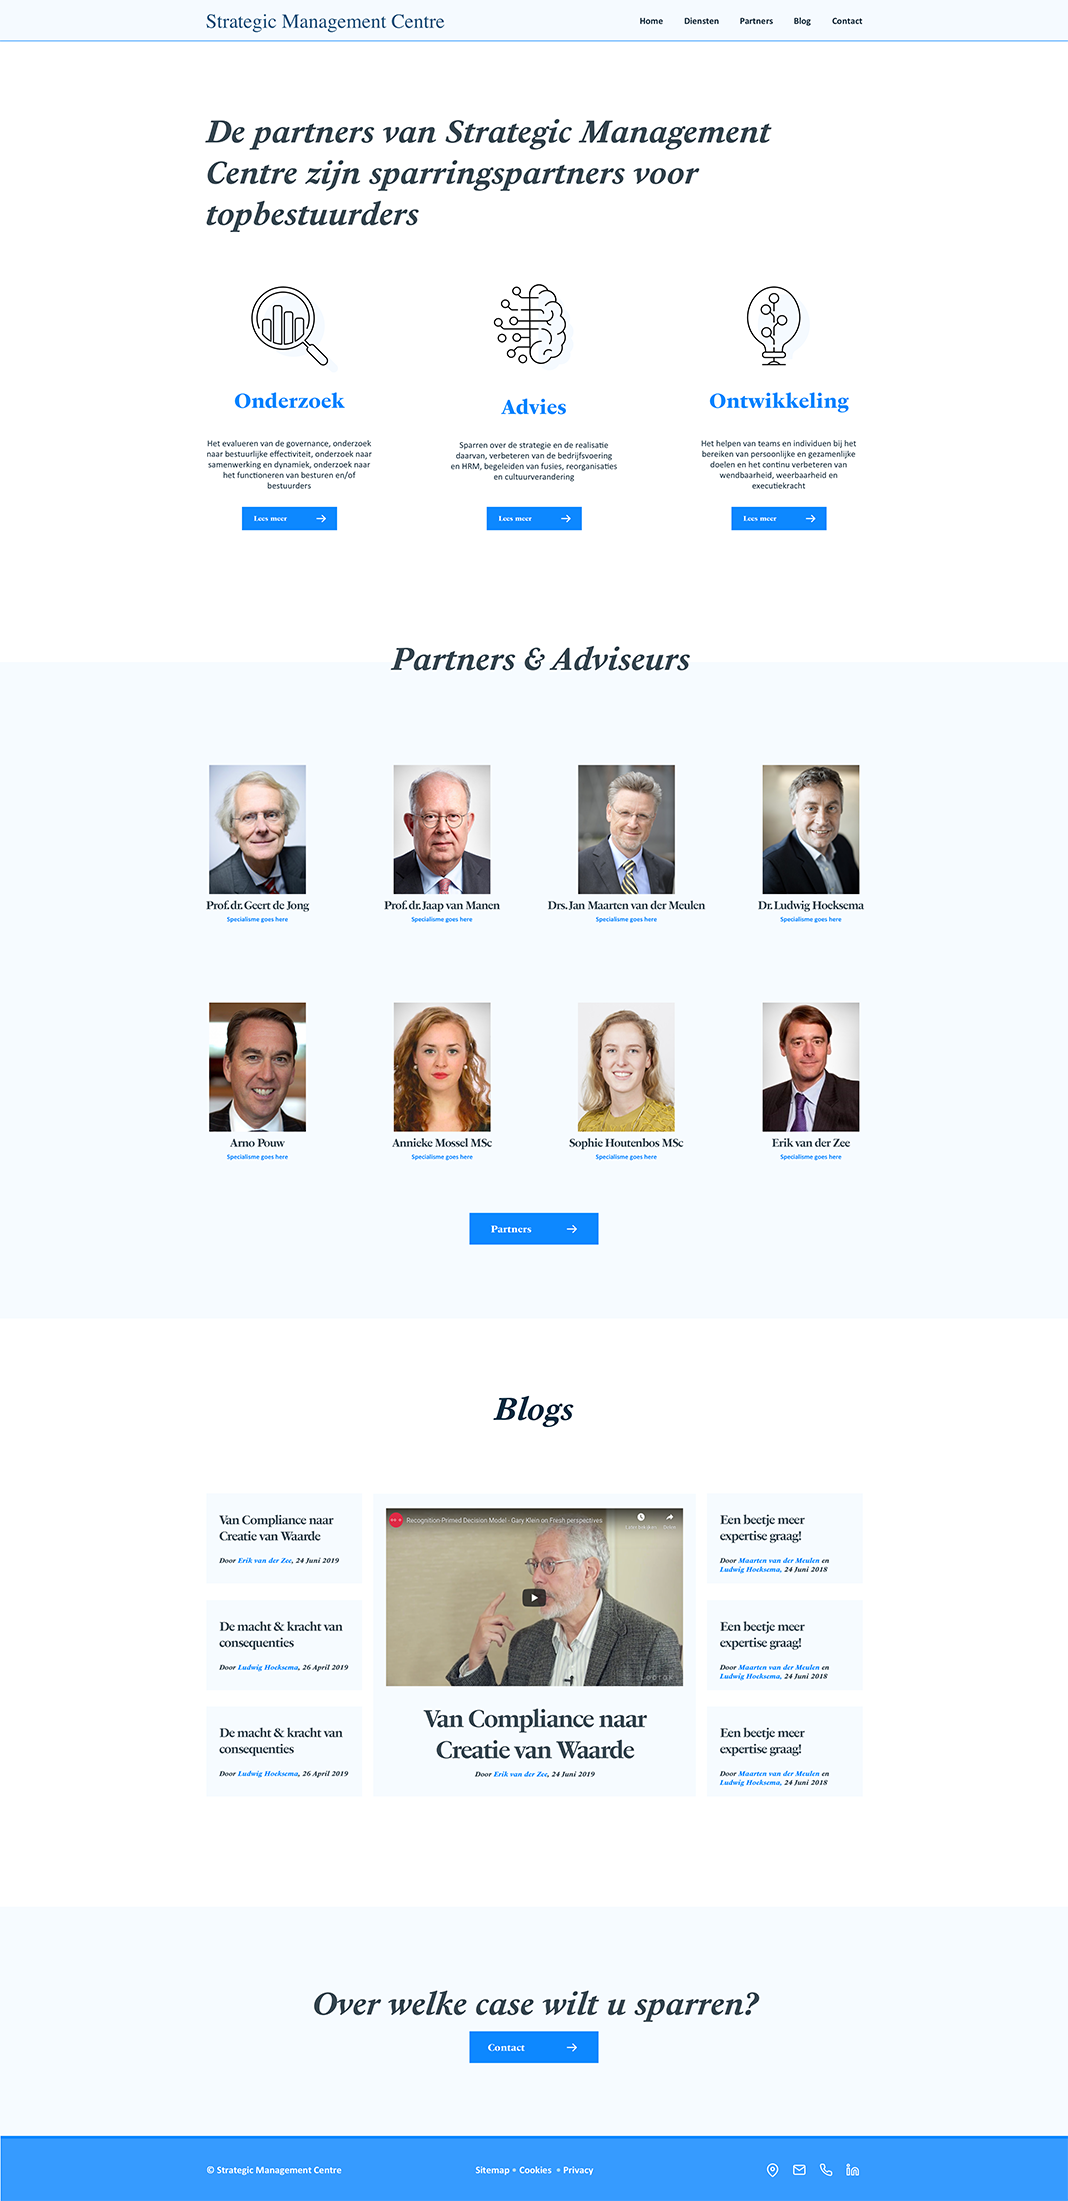 Strategic Management Centre
Home Diensten Partners Blog Contact
De partners van Strategic Management
Centre zijn sparringspartners voor
topbestuurders
Onderzoek
Het evalueren van de governance, onderzoek
naar bestuurlijke effectiviteit, onderzoek naar
samenwerking en dynamiek, onderzoek naar
het functioneren van besturen en/of
bestuurders
Lees meer
Advies
Sparren over de strategie en de realisatie
daarvan, verbeteren van de bedrijfsvoering
en HRM, begeleiden van fusies, reorganisaties
en cultuurverandering
Lees meer
Ontwikkeling
Het helpen van teams en individuen bij het
bereiken van persoonlijke en gezamenlijke
doelen en het continu verbeteren van
wendbaarheid, weerbaarheid en
executiekracht
Lees meer
Partners & Adviseurs
Prof. dr. Geert de Jong
Specialisme goes here
Prof. dr. Jaap van Manen
Specialisme goes here
Drs. Jan Maarten van der Meulen
Specialisme goes here
Dr. Ludwig Hoeksema
Specialisme goes here
Arno Pouw
Specialisme goes here
Annieke Mossel MSc
Specialisme goes here
Sophie Houtenbos MSc
Specialisme goes here
Erik van der Zee
Specialisme goes here
Partners
Blogs
Van Compliance naar
Creatie van Waarde
Door Erik van der Zee, 24 Juni 2019
De macht & kracht van
consequenties
Door Ludwig Hoeksema, 26 April 2019
De macht & kracht van
consequenties
Door Ludwig Hoeksema, 26 April 2019
Recognition-Primed Decision Model - Gary Klein on Fresh perspectives
Van Compliance naar
Creatie van Waarde
Door Erik van der Zee, 24 Juni 2019
Een beetje meer
expertise graag!
Door Maarten van der Meulen en
Ludwig Hoeksema, 24 Juni 2018
Een beetje meer
expertise graag!
Door Maarten van der Meulen en
Ludwig Hoeksema, 24 Juni 2018
Een beetje meer
expertise graag!
Door Maarten van der Meulen en
Ludwig Hoeksema, 24 Juni 2018
Over welke case wilt u sparren?
Contact
© Strategic Management Centre
Sitemap • Cookies • Privacy